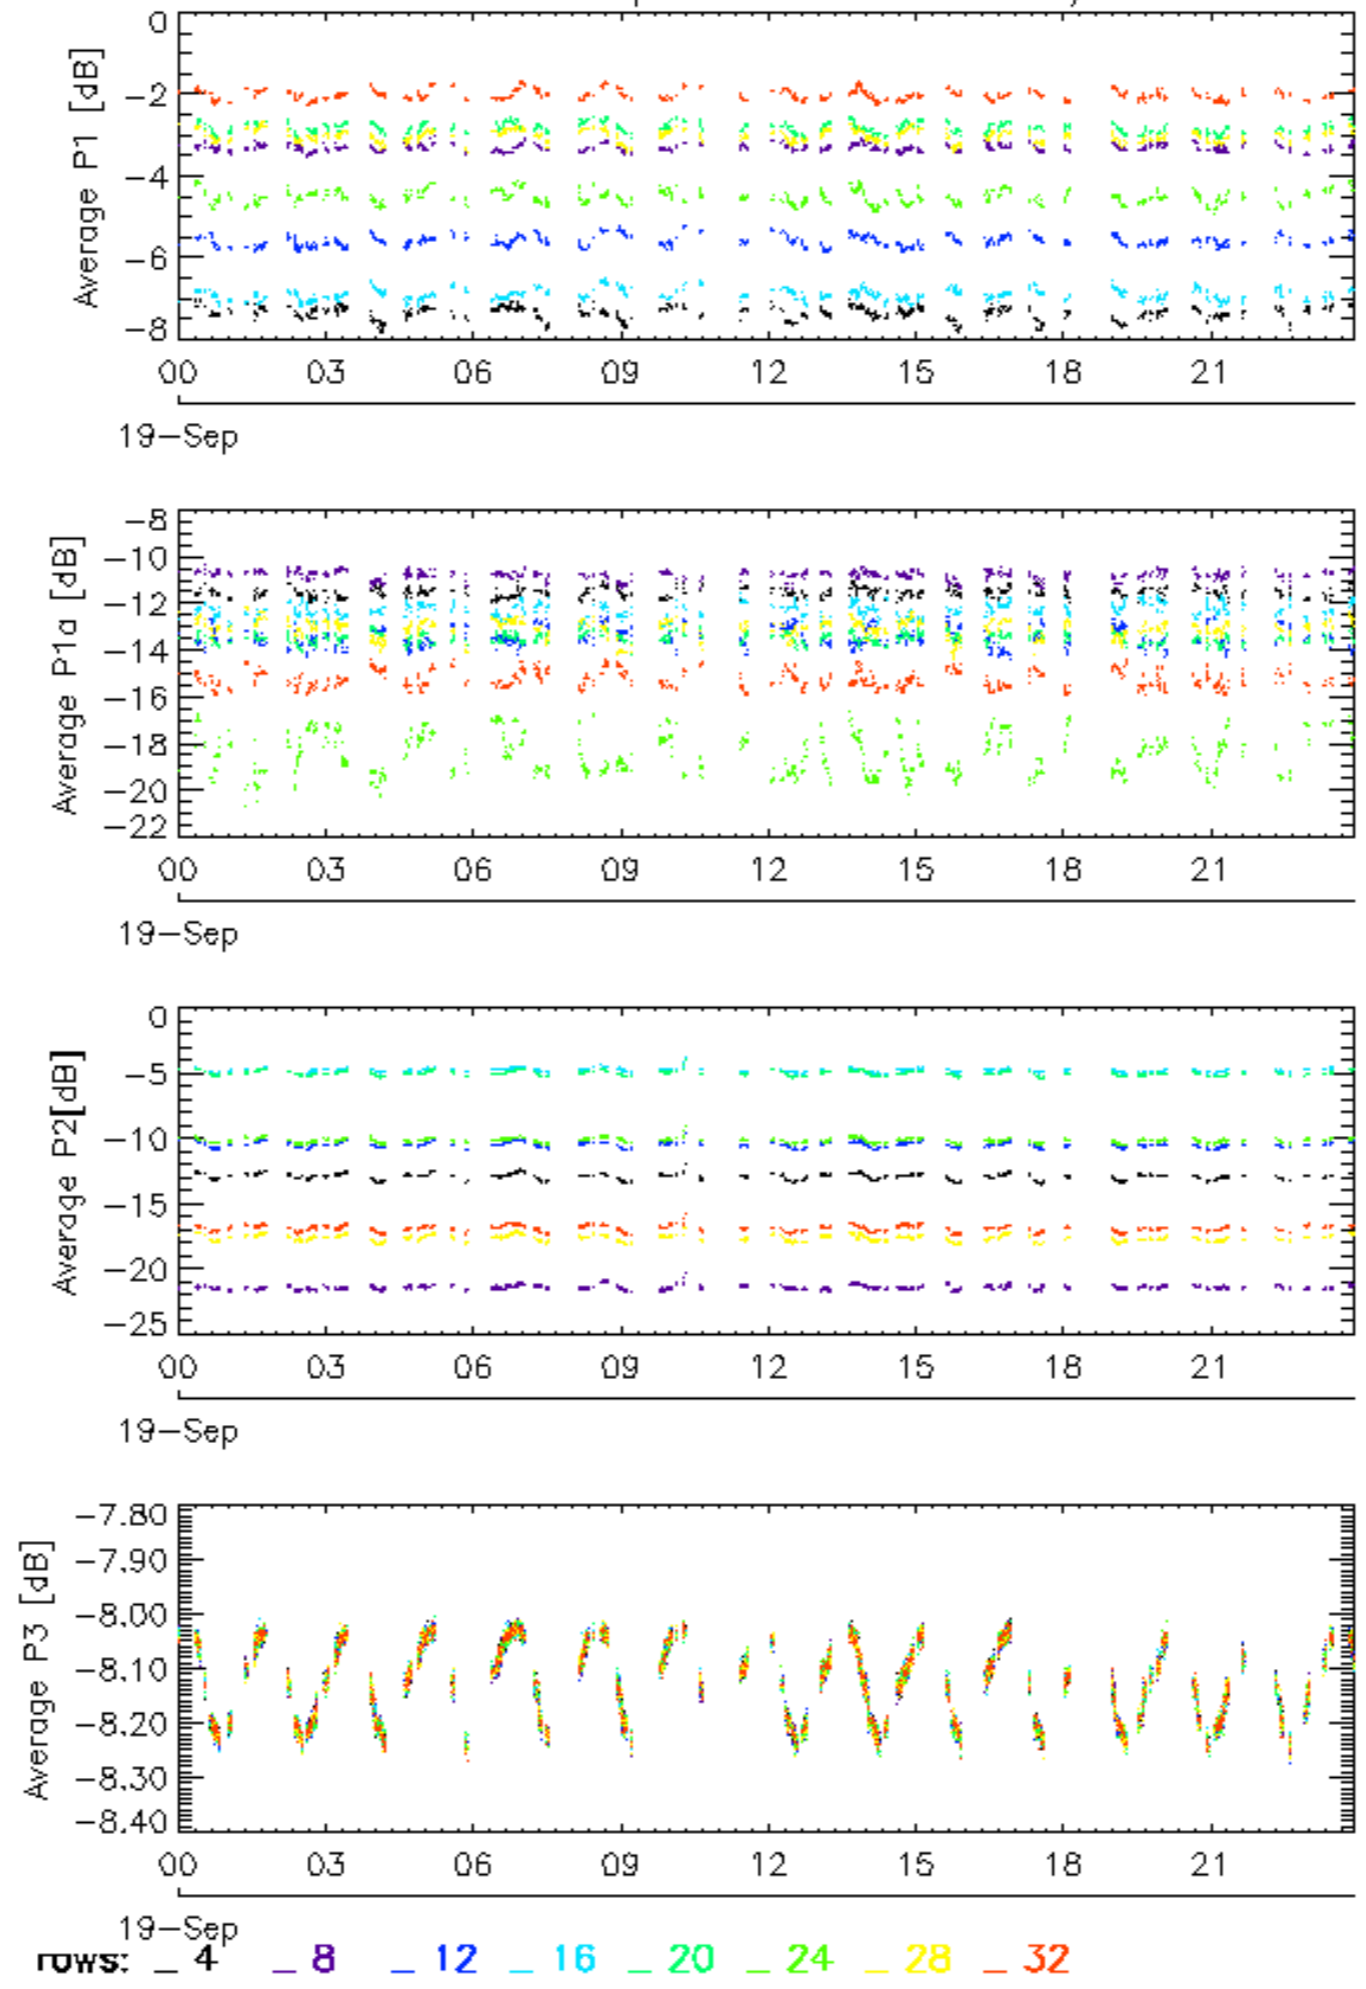 Average P1 [dB]
0
−2
−4
−6
−8
00 03 06 09 12 15 18 21
19−Sep
Average P1a [dB]
−8
−10
−12
−14
−16
−18
−20
−22
00 03 06 09 12 15 18 21
19−Sep
Average P2[dB]
0
−5
−10
−15
−20
−25
00 03 06 09 12 15 18 21
19−Sep
Average P3 [dB]
−7.80
−7.90
−8.00
−8.10
−8.20
−8.30
−8.40
00 03 06 09 12 15 18 21
19−Sep
rows: _ 4 _ 8 _ 12 _ 16 _ 20 _ 24 _ 28 _ 32